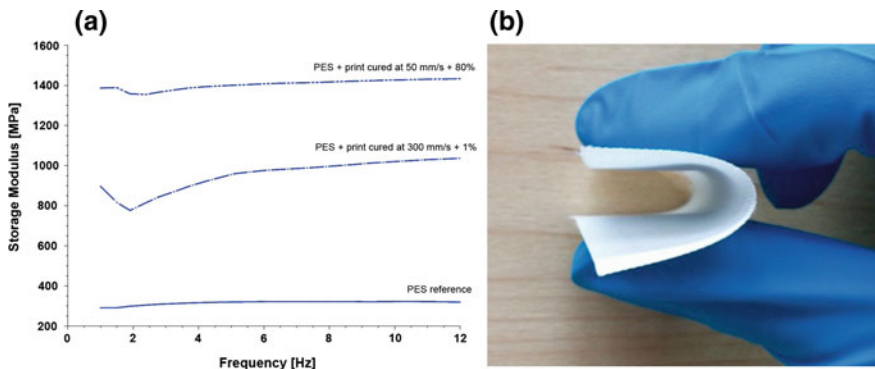 (a)
1600
1400
1200
1000
800
600
400
200
0
2
4
6
8
10
12
Storage Modulus [MPa]
Frequency [Hz]
PES + print cured at 50 mm/s + 80%
PES + print cured at 300 mm/s + 1%
PES reference
(b)